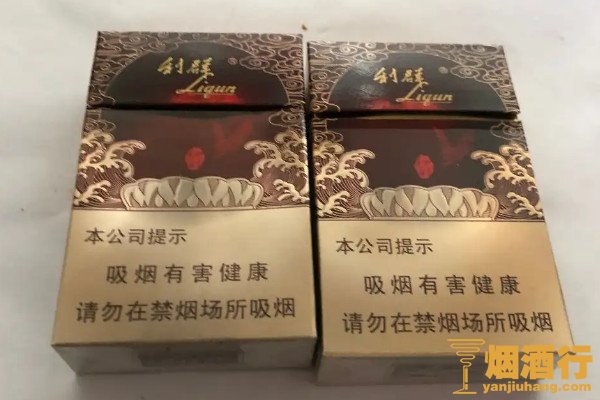 利群
Liqun
本公司提示
吸烟有害健康
请勿在禁烟场所吸烟
利群
Liqun
本公司提示
吸烟有害健康
请勿在禁烟场所吸烟
烟酒行
yanjiuhang.com